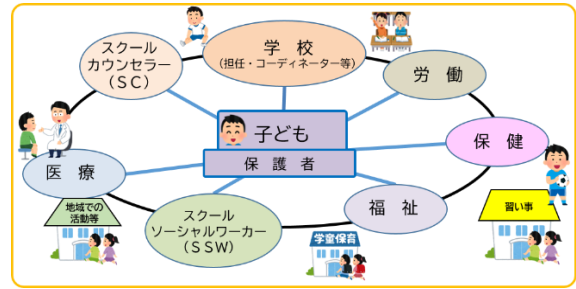 スクール
カウンセラー
(SC)
学 校
(担任・コーディネーター等)
労 働
子ども
保 護 者
保 健
医 療
地域での
活動等
スクール
ソーシャルワーカー
(SSW)
学童保育
福 祉
習い事